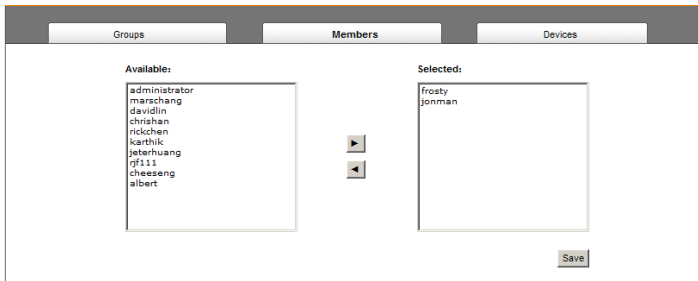 Groups Members Devices
Available: Selected:
administrator
marschang
davidlin
chrishan
rickchen
karthik
jeterhuang
rjf111
cheeseng
albert
frosty
jonman
Save